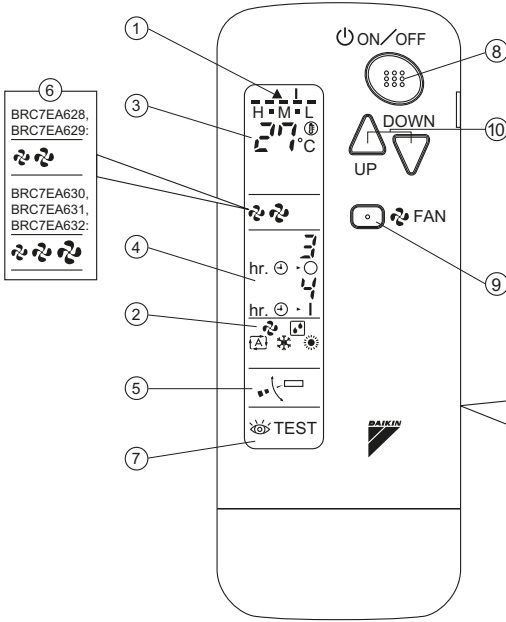 1
ON/OFF
8
6
3
H M L
27 °C
DOWN
10
BRC7EA628,
BRC7EA629:
UP
BRC7EA630,
BRC7EA631,
BRC7EA632:
FAN
9
3
4
hr.
4
hr.
2
A
5
TEST
DAIKIN
7